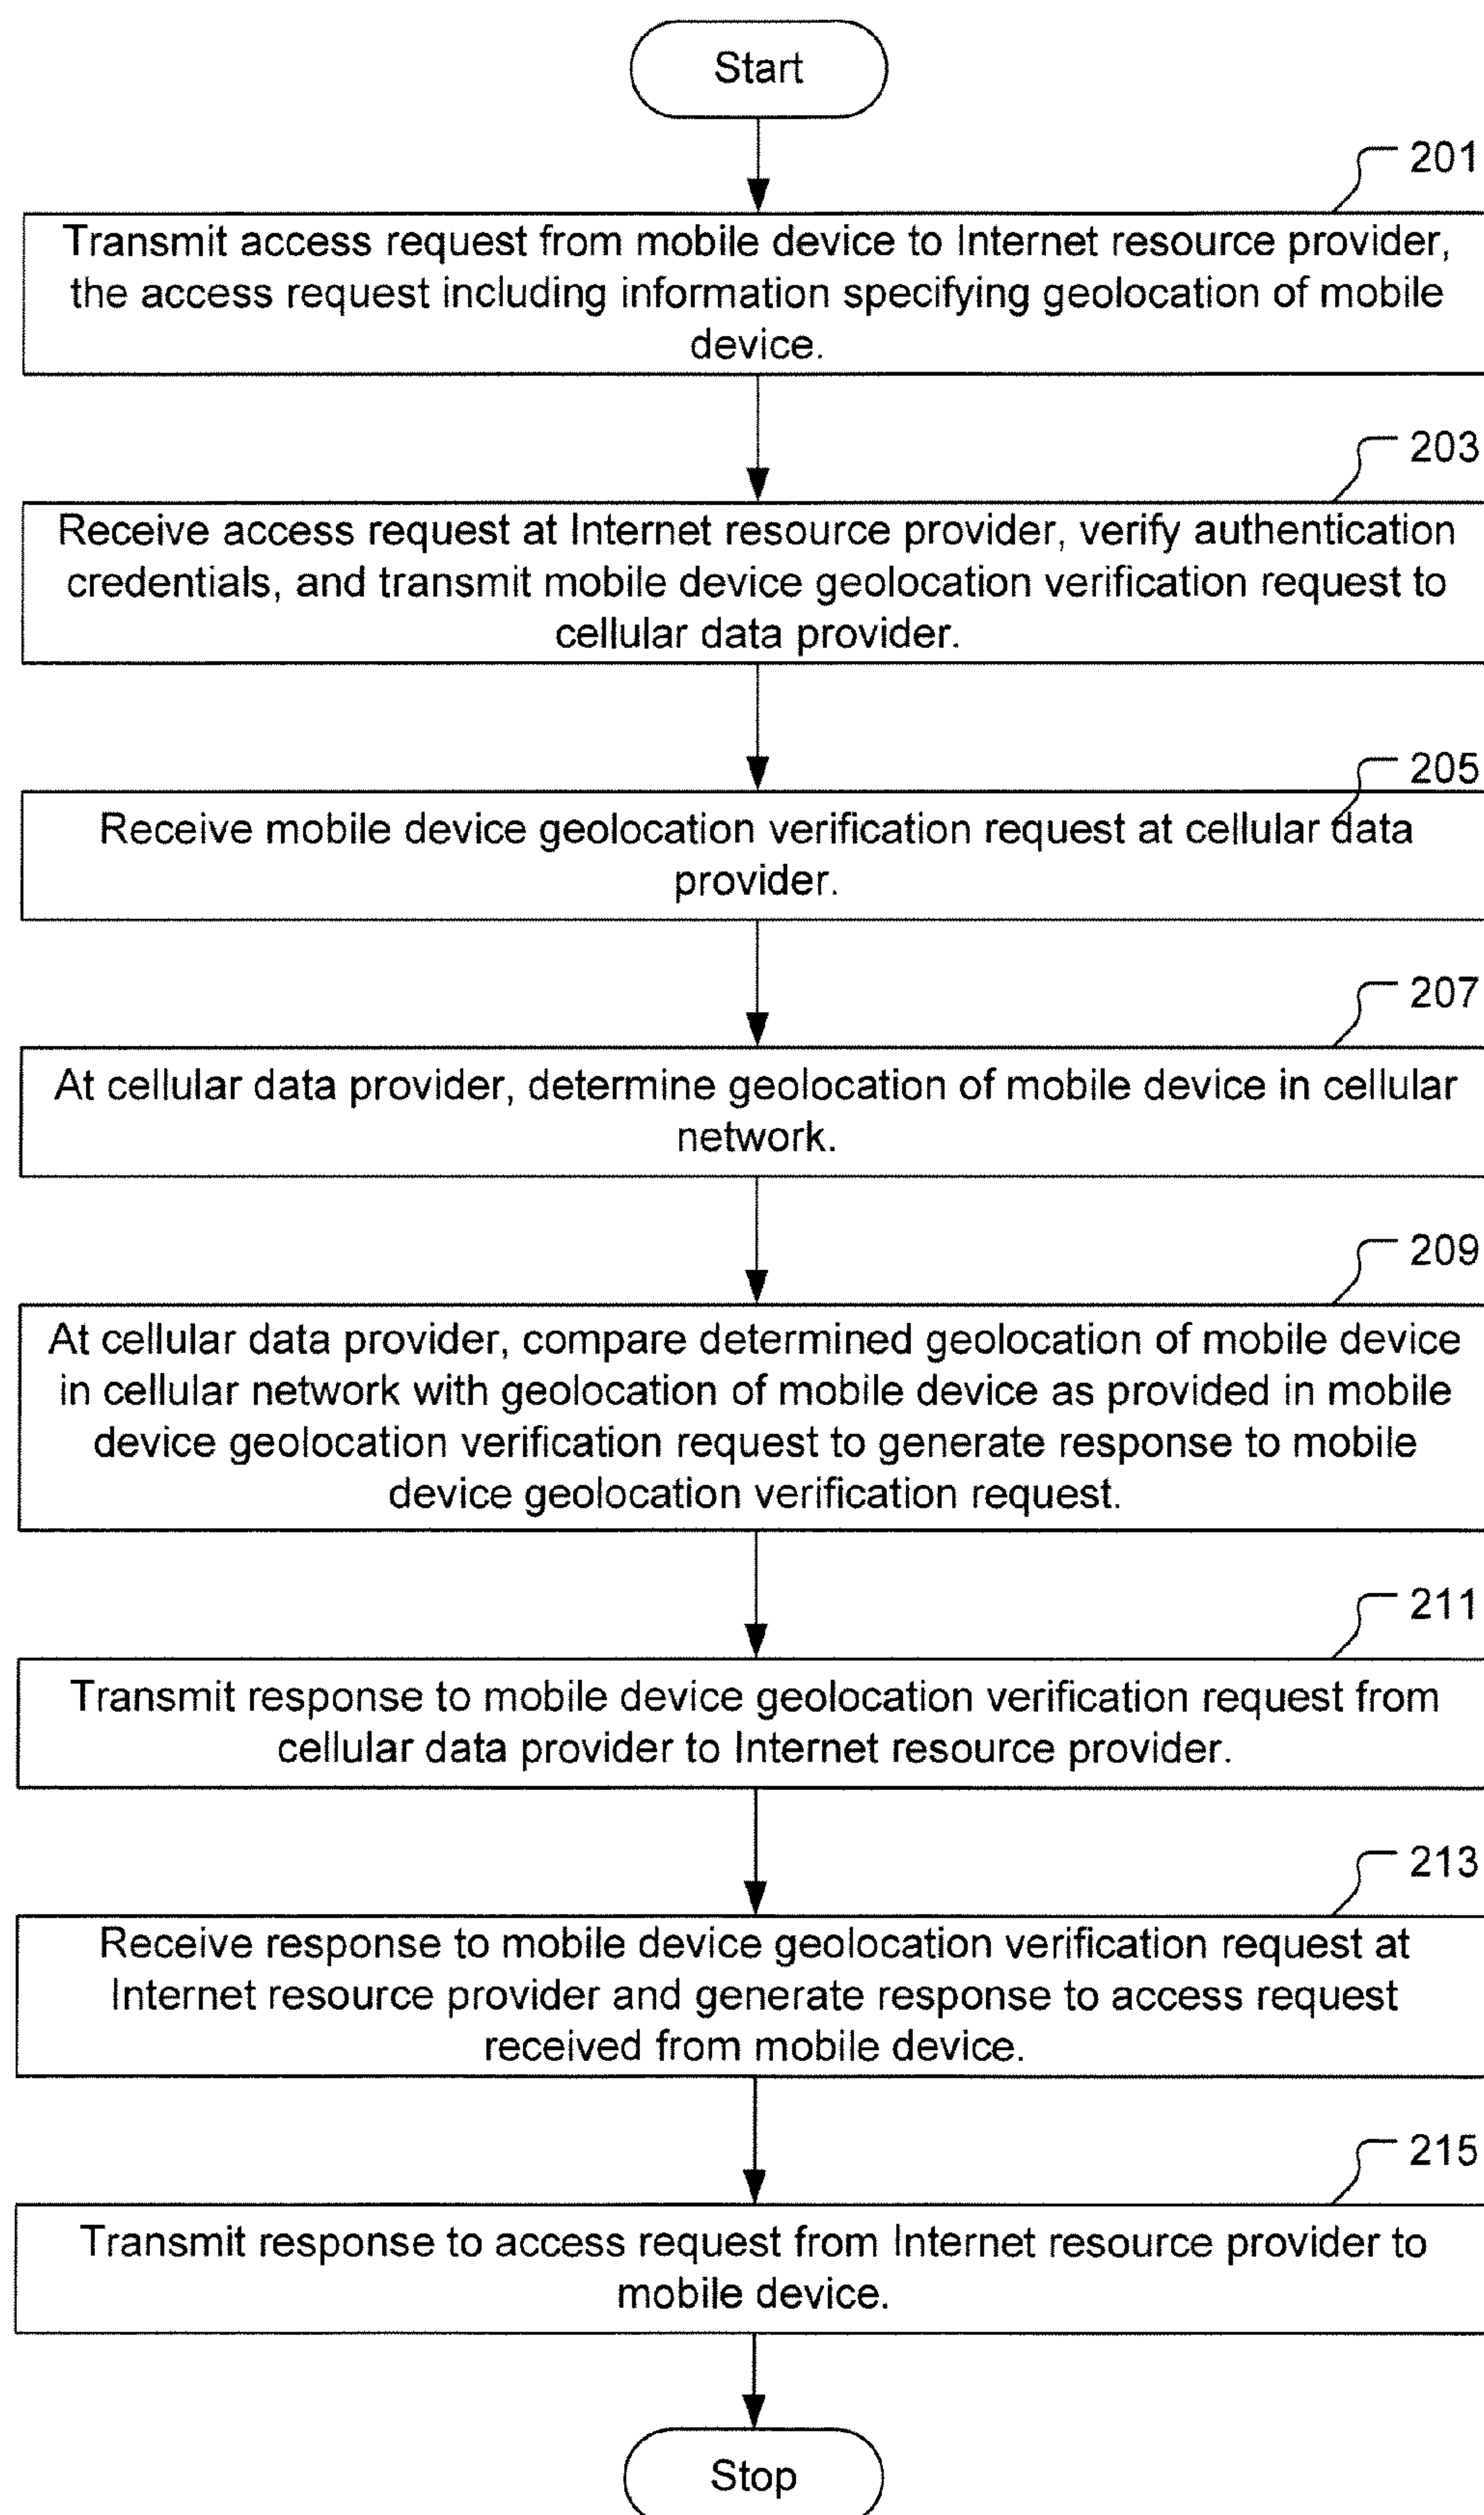 Start
201
Transmit access request from mobile device to Internet resource provider,
the access request including information specifying geolocation of mobile
device.
203
Receive access request at Internet resource provider, verify authentication
credentials, and transmit mobile device geolocation verification request to
cellular data provider.
205
Receive mobile device geolocation verification request at cellular data
provider.
207
At cellular data provider, determine geolocation of mobile device in cellular
network.
209
At cellular data provider, compare determined geolocation of mobile device
in cellular network with geolocation of mobile device as provided in mobile
device geolocation verification request to generate response to mobile
device geolocation verification request.
211
Transmit response to mobile device geolocation verification request from
cellular data provider to Internet resource provider.
213
Receive response to mobile device geolocation verification request at
Internet resource provider and generate response to access request
received from mobile device.
215
Transmit response to access request from Internet resource provider to
mobile device.
Stop